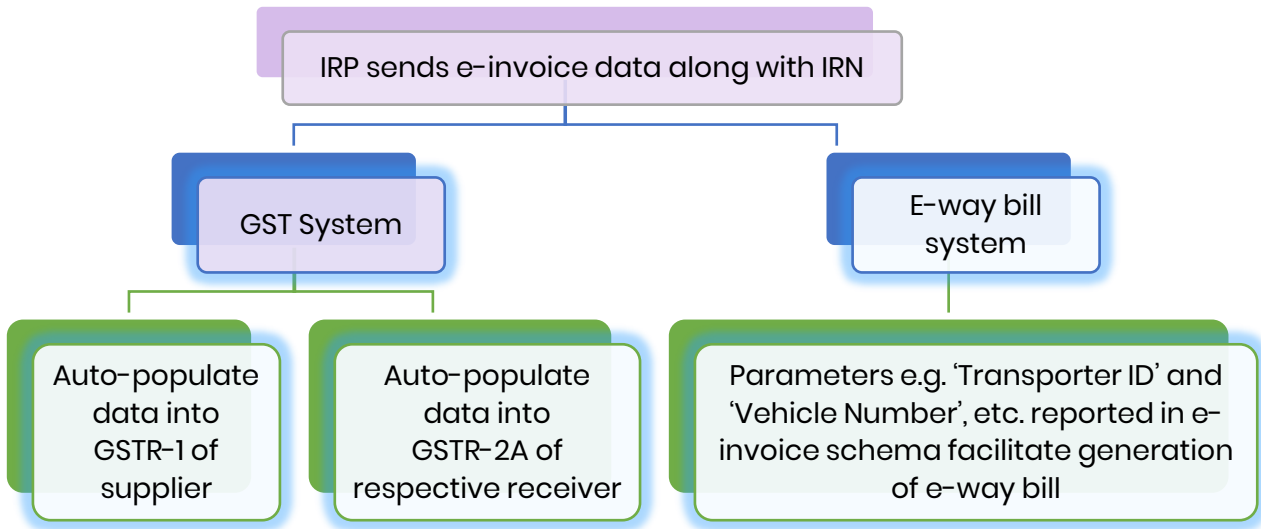 IRP sends e-invoice data along with IRN
GST System
E-way bill
system
Auto-populate
data into
GSTR-1 of
supplier
Auto-populate
data into
GSTR-2A of
respective receiver
Parameters e.g. ‘Transporter ID’ and
‘Vehicle Number’, etc. reported in e-
invoice schema facilitate generation
of e-way bill